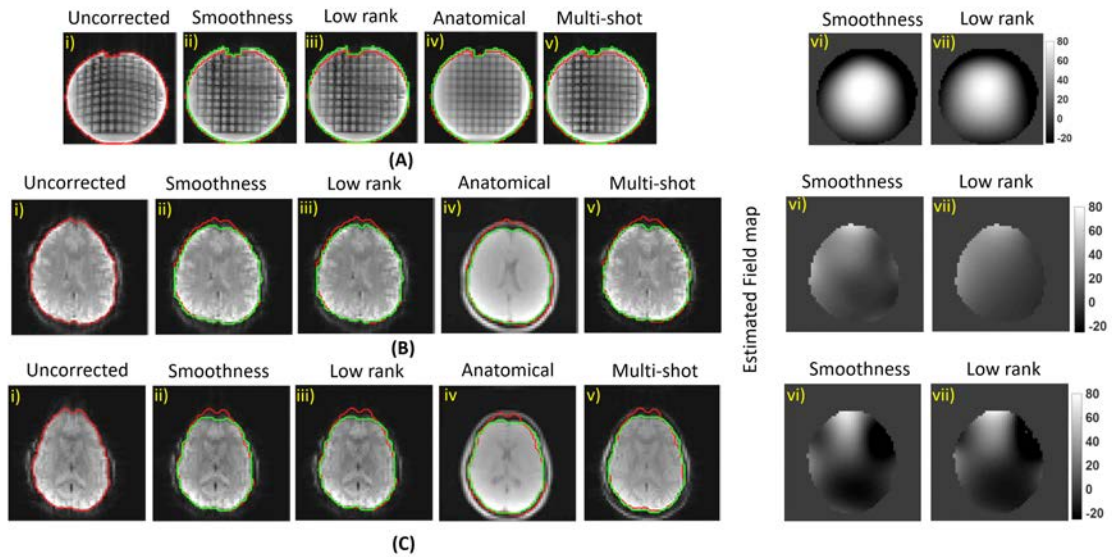 Uncorrected Smoothness Low rank Anatomical Multi-shot Smoothness Low rank
i) ii) iii) iv) v) vi) vii)
80
60
40
20
0
-20
(A)
Uncorrected Smoothness Low rank Anatomical Multi-shot Smoothness Low rank
i) ii) iii) iv) v) vi) vii)
80
60
40
20
0
-20
(B)
Estimated Field map
Uncorrected Smoothness Low rank Anatomical Multi-shot Smoothness Low rank
i) ii) iii) iv v) vi) vii)
80
60
40
20
0
-20
(C)